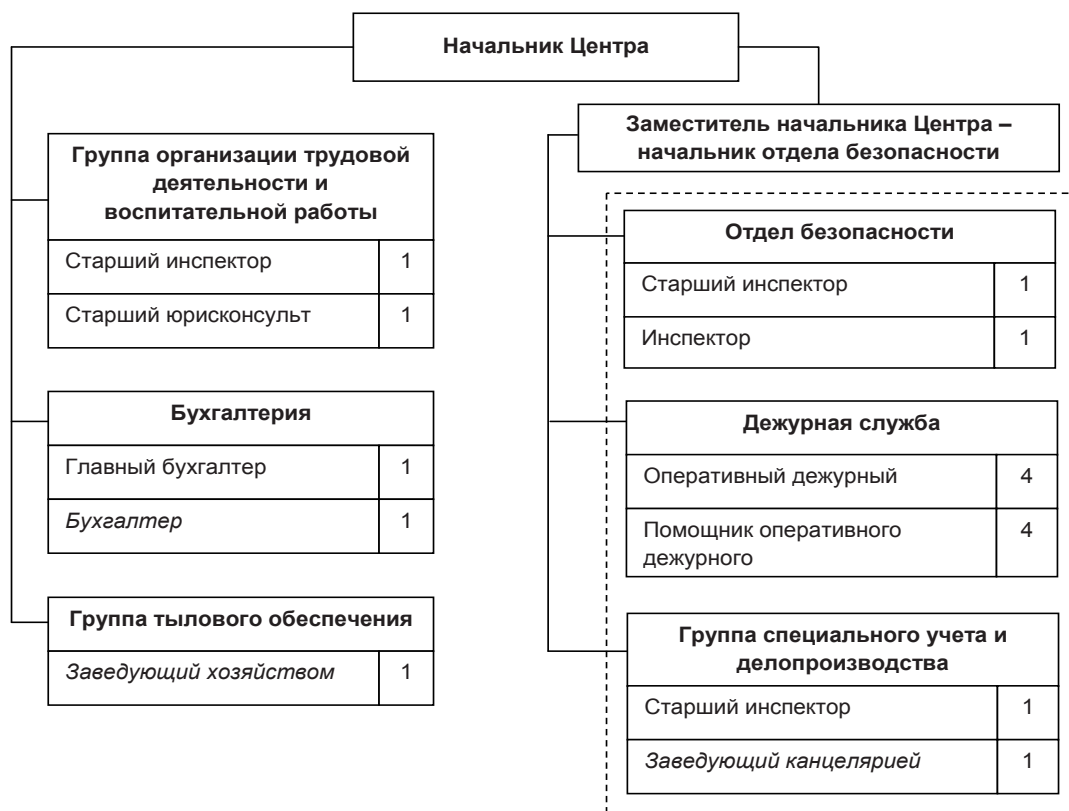 Начальник Центра
Группа организации трудовой
деятельности и
воспитательной работы
Старший инспектор 1
Старший юрисконсульт 1
Бухгалтерия
Главный бухгалтер 1
Бухгалтер 1
Группа тылового обеспечения
Заведующий хозяйством 1
Заместитель начальника Центра –
начальник отдела безопасности
Отдел безопасности
Старший инспектор 1
Инспектор 1
Дежурная служба
Оперативный дежурный 4
Помощник оперативного 4
дежурного
Группа специального учета и
делопроизводства
Старший инспектор 1
Заведующий канцелярией 1